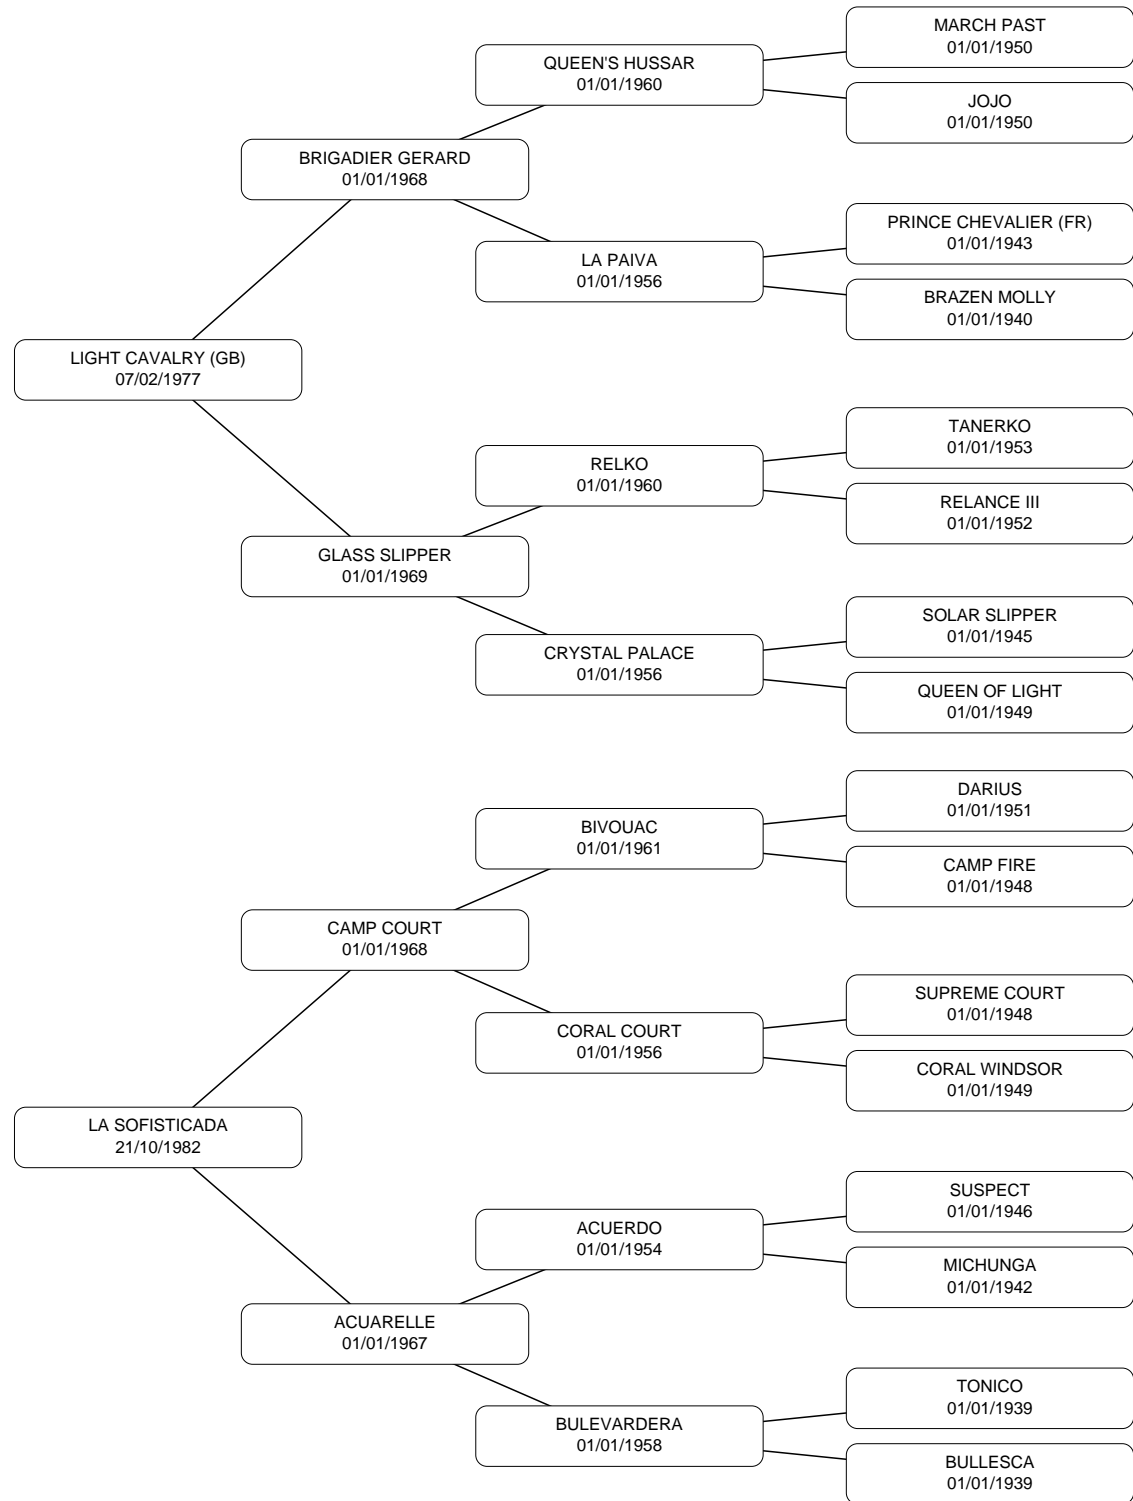 MARCH PAST
01/01/1950
QUEEN'S HUSSAR
01/01/1960
JOJO
01/01/1950
BRIGADIER GERARD
01/01/1968
PRINCE CHEVALIER (FR)
01/01/1943
LA PAIVA
01/01/1956
BRAZEN MOLLY
01/01/1940
LIGHT CAVALRY (GB)
07/02/1977
TANERKO
01/01/1953
RELKO
01/01/1960
RELANCE III
01/01/1952
GLASS SLIPPER
01/01/1969
SOLAR SLIPPER
01/01/1945
CRYSTAL PALACE
01/01/1956
QUEEN OF LIGHT
01/01/1949
DARIUS
01/01/1951
BIVOUAC
01/01/1961
CAMP FIRE
01/01/1948
CAMP COURT
01/01/1968
SUPREME COURT
01/01/1948
CORAL COURT
01/01/1956
CORAL WINDSOR
01/01/1949
LA SOFISTICADA
21/10/1982
SUSPECT
01/01/1946
ACUERDO
01/01/1954
MICHUNGA
01/01/1942
ACUARELLE
01/01/1967
TONICO
01/01/1939
BULEVARDERA
01/01/1958
BULLESCA
01/01/1939